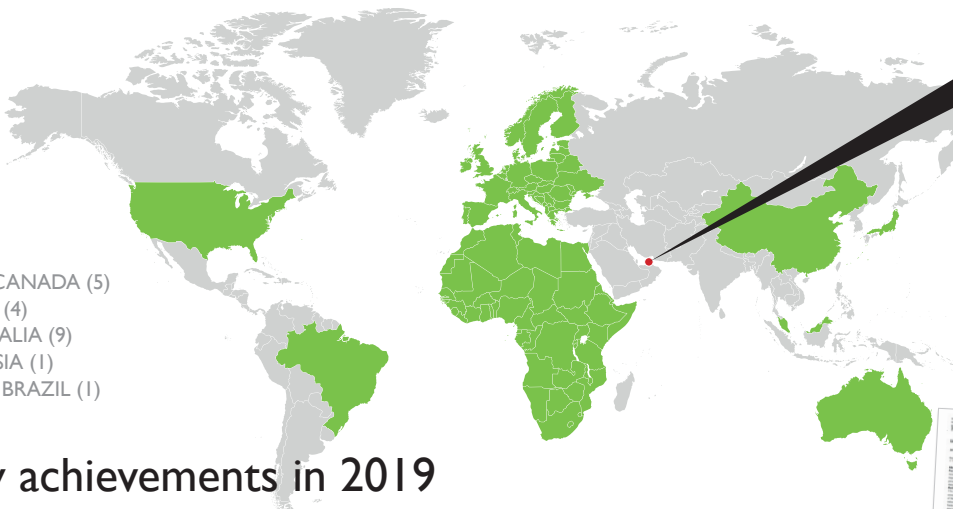 CANADA (5)
(4)
ALIA (9)
SIA (1)
BRAZIL (1)
achievements in 2019